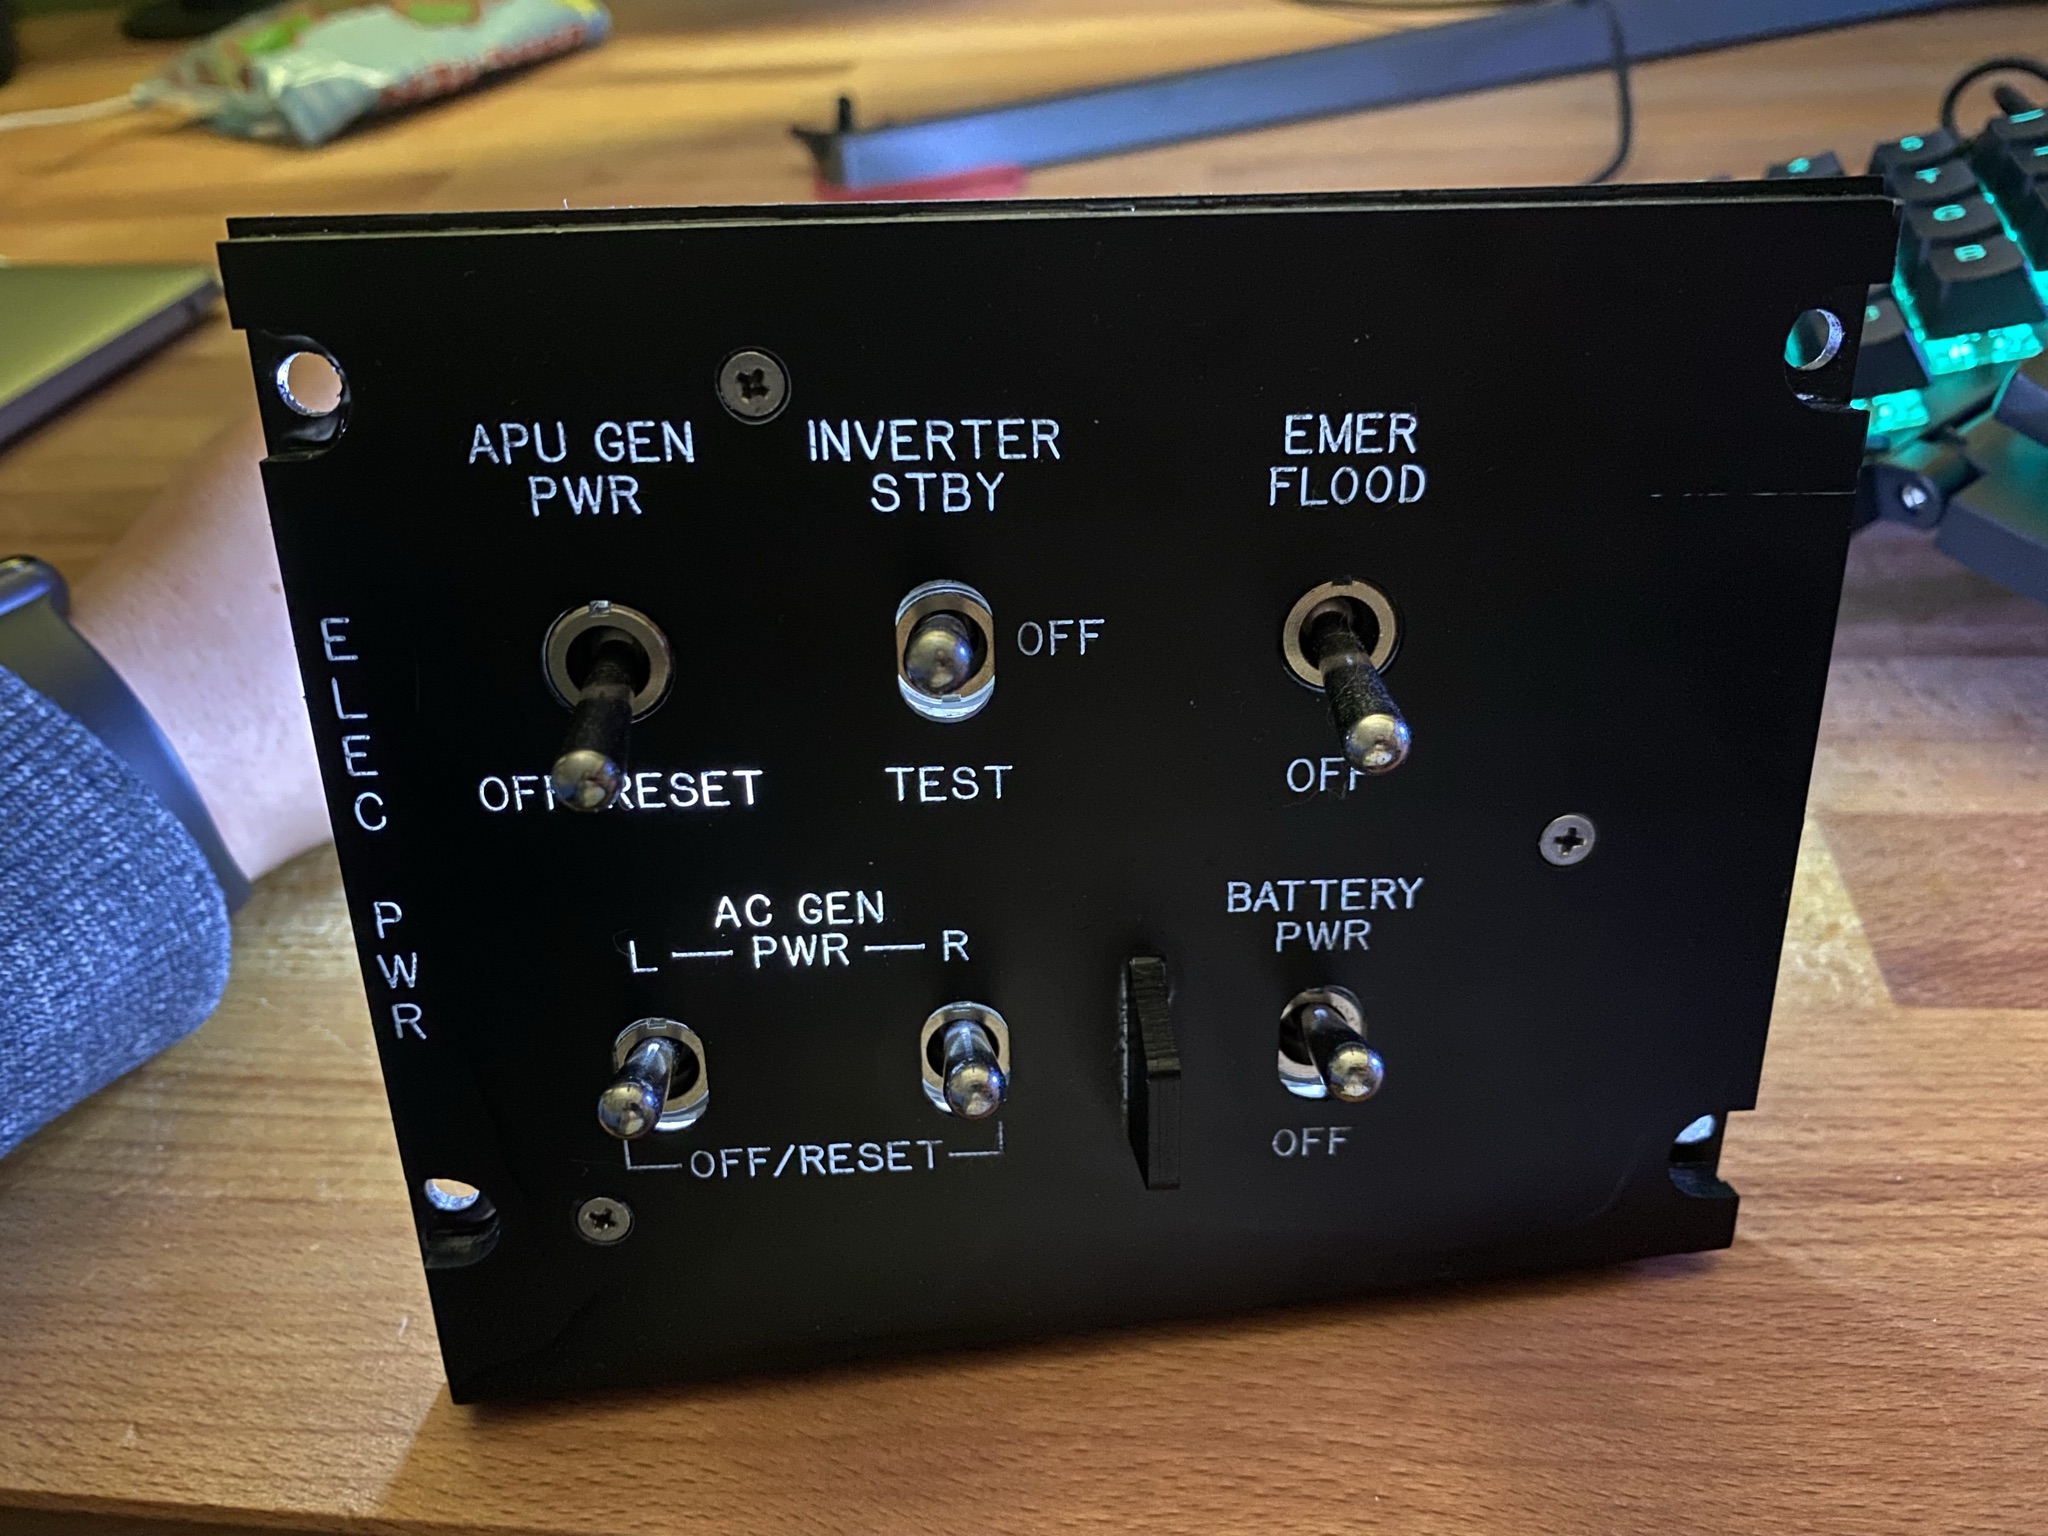 APU GEN
PWR
INVERTER
STBY
EMER
FLOOD
OFF
OFF/RESET
TEST
OFF
ELEC PWR
AC GEN
L — PWR — R
BATTERY
PWR
OFF/RESET
OFF